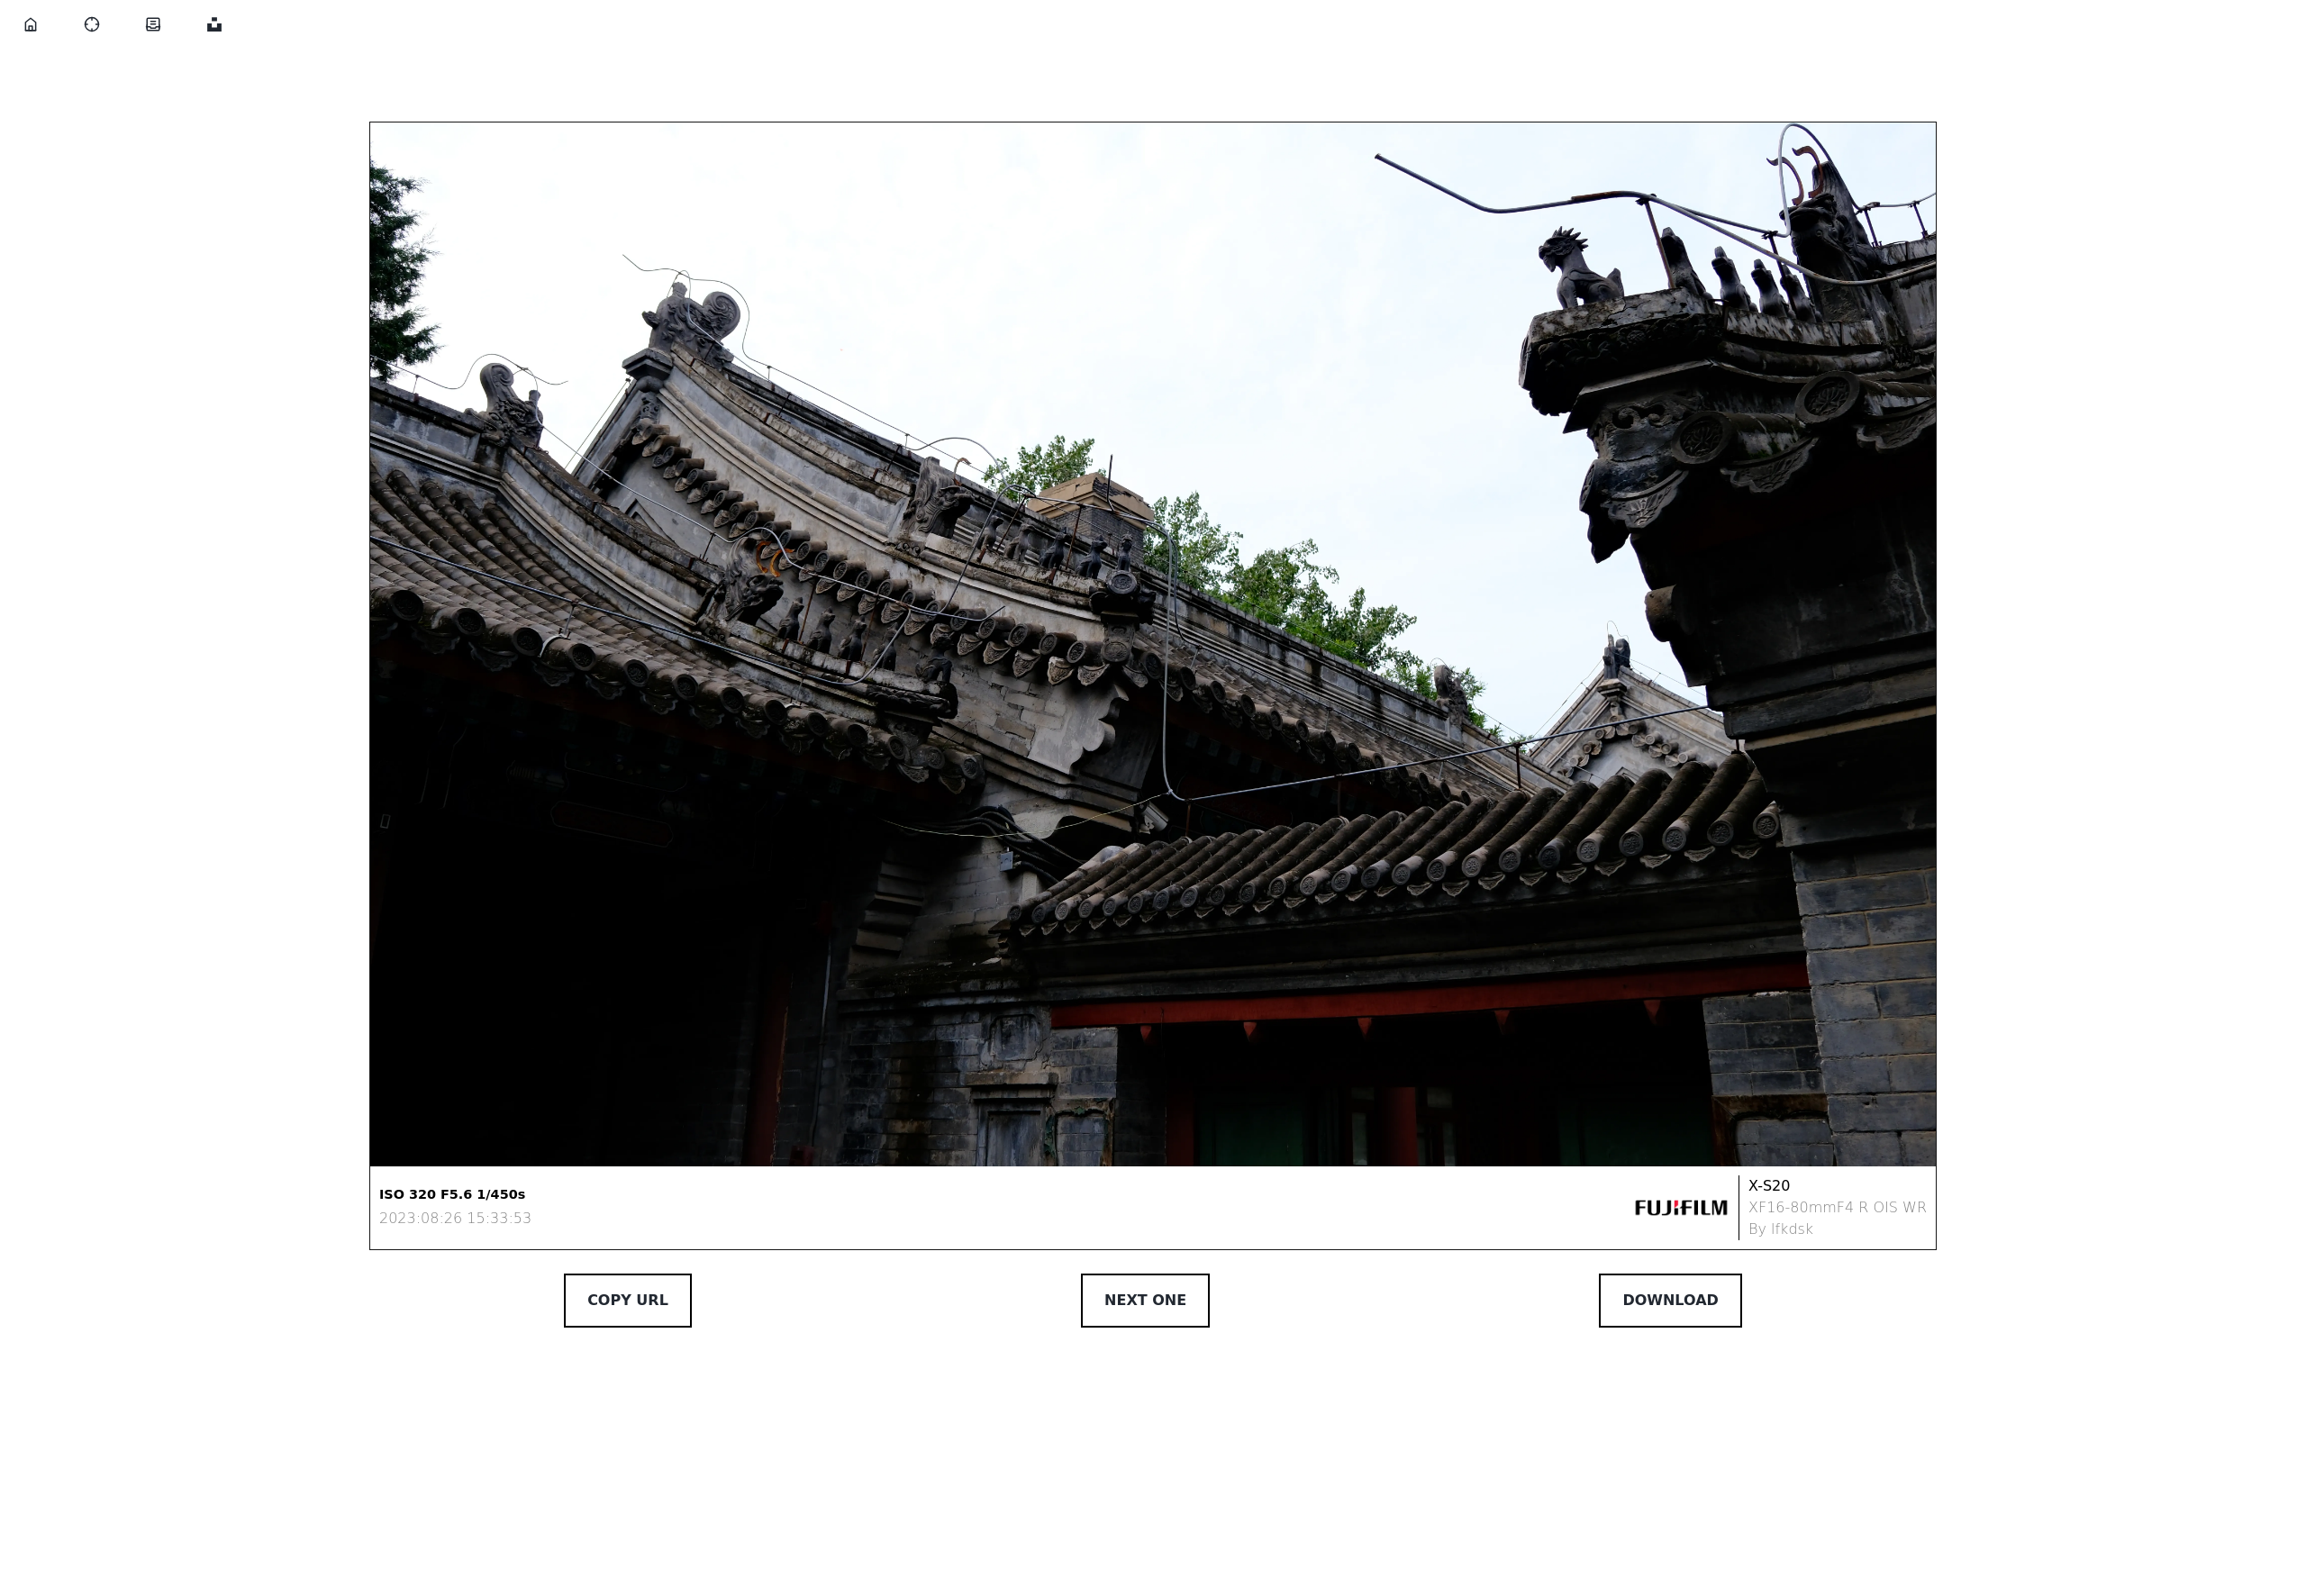 ISO 320 F5.6 1/450s
2023:08:26 15:33:53
FUJIFILM
X-S20
XF16-80mmF4 R OIS WR
By lfkdsk
COPY URL
NEXT ONE
DOWNLOAD